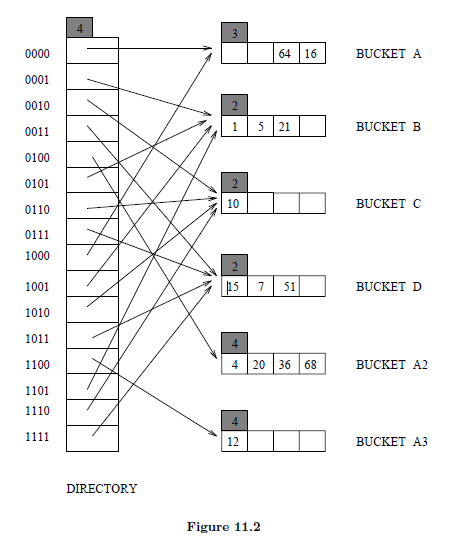 4
3
0000
64 16
BUCKET A
0001
2
0010
0011
1 5 21
BUCKET B
0100
0101
2
0110
10
BUCKET C
0111
1000
2
1001
15 7 51
BUCKET D
1010
1011
4
1100
4 20 36 68
BUCKET A2
1101
1110
4
1111
12
BUCKET A3
DIRECTORY
Figure 11.2